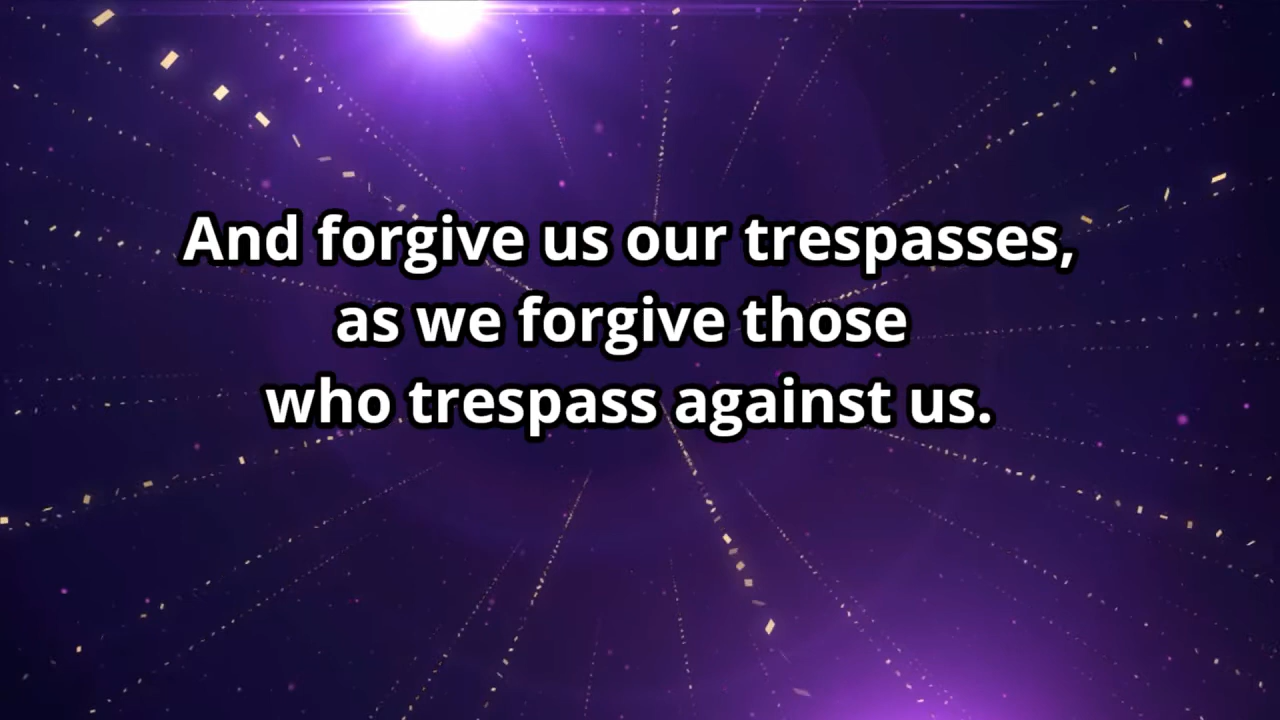 And forgive us our trespasses,
as we forgive those
who trespass against us.